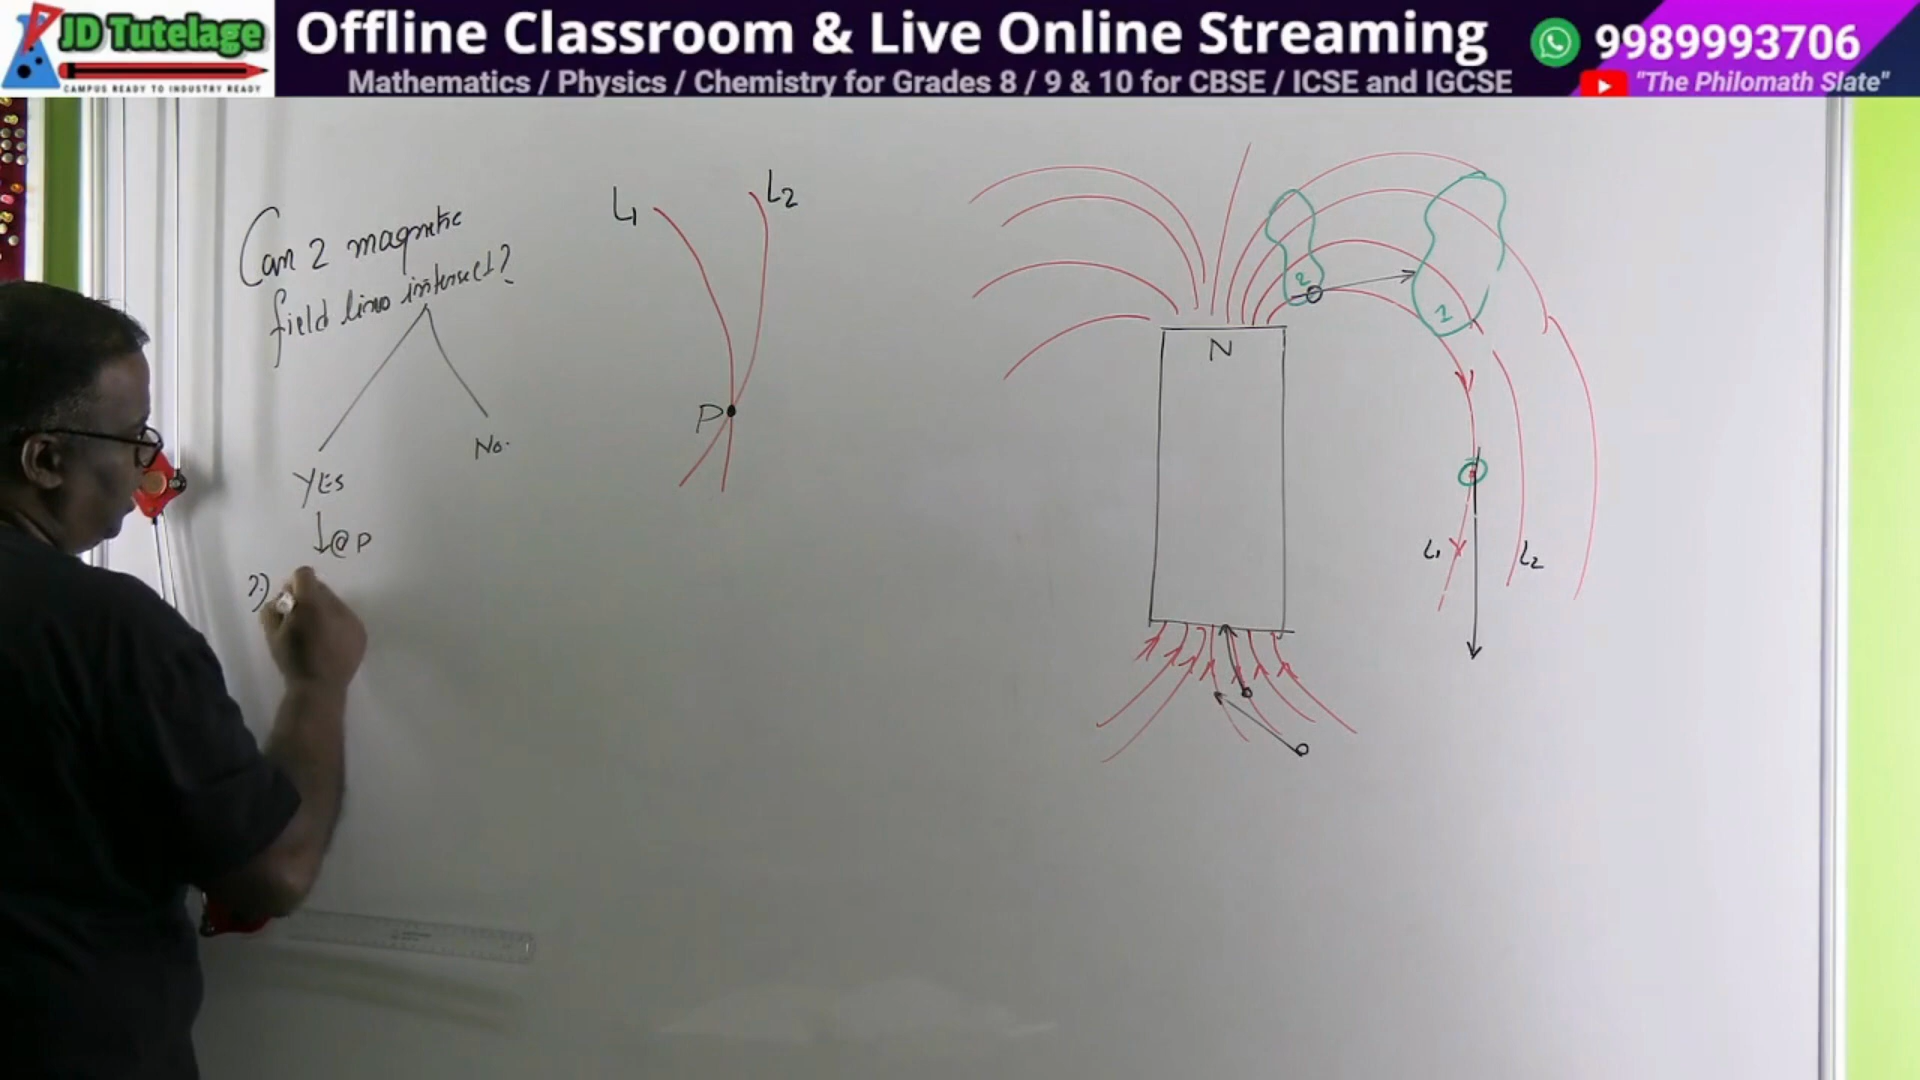 JD Tutelage
CAMPUS READY TO INDUSTRY READY
Offline Classroom & Live Online Streaming
Mathematics / Physics / Chemistry for Grades 8 / 9 & 10 for CBSE / ICSE and IGCSE
9989993706
"The Philomath Slate"
Can 2 magnetic
field lines intersect?
YES
No.
@ P
?)
L1
L2
P
N
2
1
L1
L2